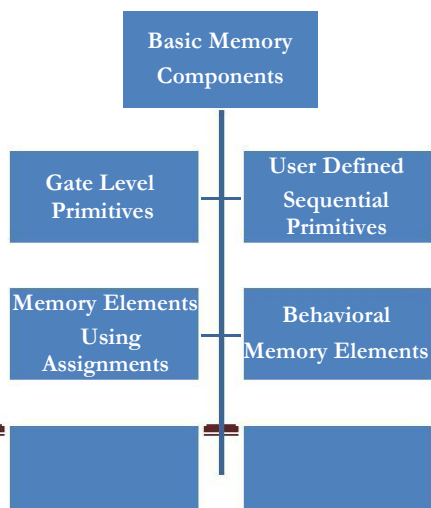 Basic Memory
Components
Gate Level
Primitives
User Defined
Sequential
Primitives
Memory Elements
Using
Assignments
Behavioral
Memory Elements